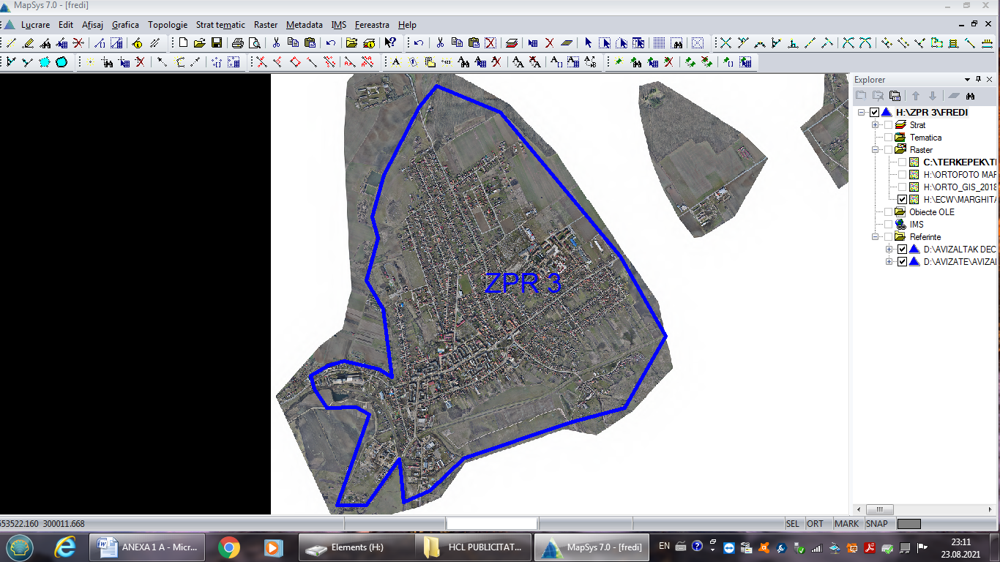 MapSys 7.0 - [fredi]
Lucrare Edit Afisaj Grafica Topologie Strat tematic Raster Metadata IMS Fereastra Help
Explorer
H:\ZPR 3\FREDI
Strat
Tematica
Raster
C:\TERKEPEK\T
H:\ORTOFOTO MAR
H:\ORTO_GIS_2018
H:\ECW\MARGHITA
Obiecte OLE
IMS
Referinte
D:\AVIZALTAK DEC
D:\AVIZATE\AVIZAL
ZPR 3
553522.160 300011.668
SEL ORT MARK SNAP
ANEXA 1 A - Micr...
Elements (H:)
HCL PUBLICITAT...
MapSys 7.0 - [fredi]
EN
23:11
23.08.2021